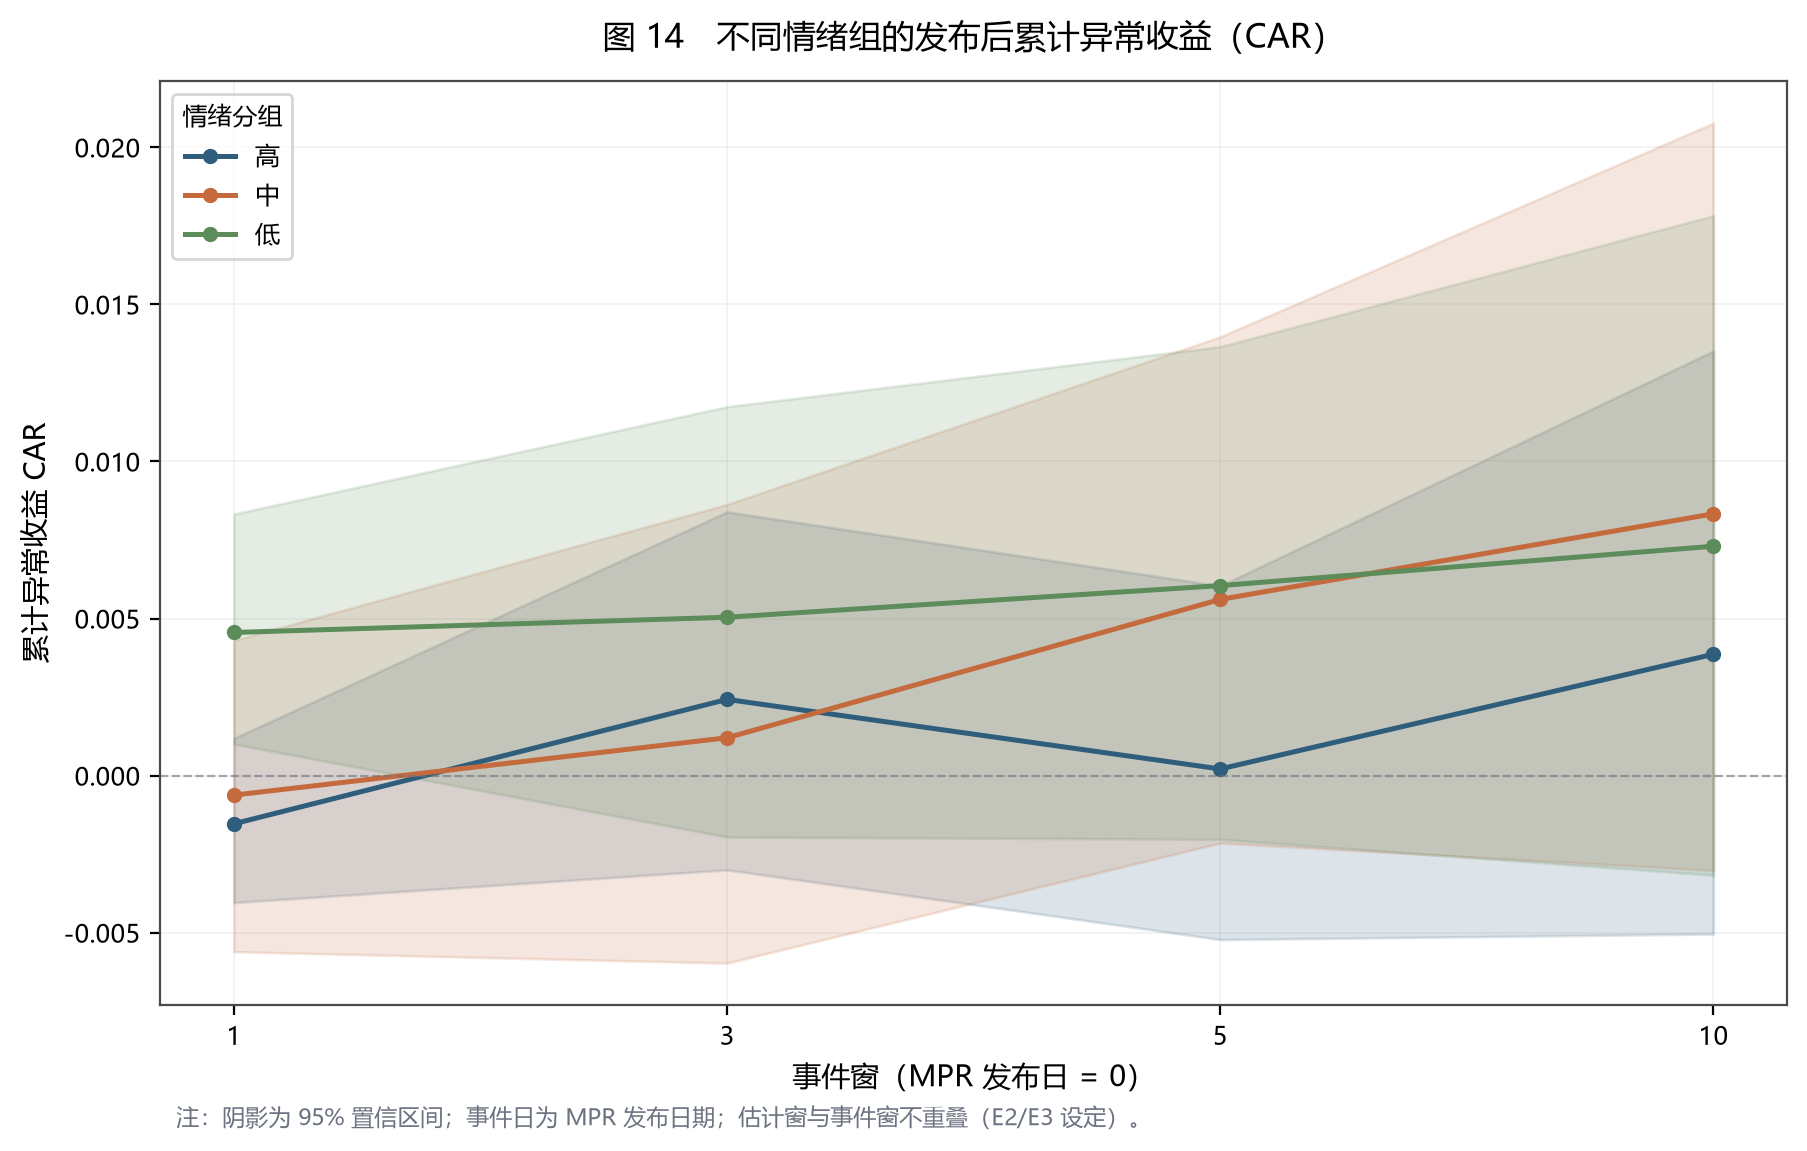 图 14 不同情绪组的发布后累计异常收益（CAR）
情绪分组
高
中
低
累计异常收益 CAR
0.020
0.015
0.010
0.005
0.000
-0.005
1 3 5 10
事件窗（MPR 发布日 = 0）
注：阴影为 95% 置信区间；事件日为 MPR 发布日期；估计窗与事件窗不重叠（E2/E3 设定）。